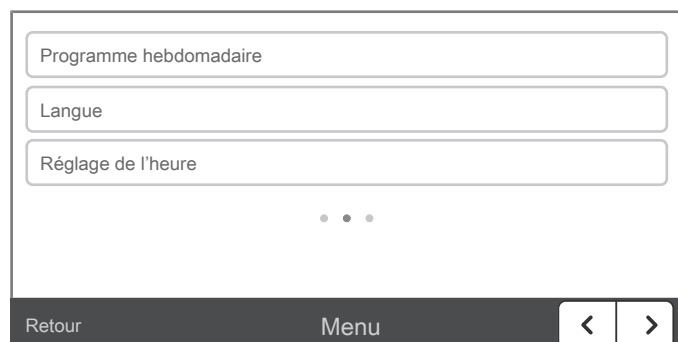 Programme hebdomadaire
Langue
Réglage de l’heure
Retour Menu